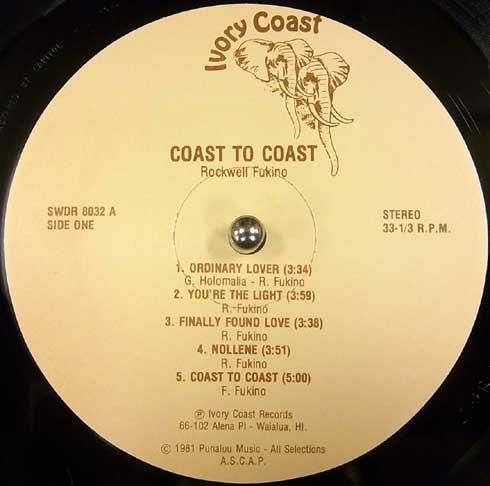 Ivory Coast
COAST TO COAST
Rockwell Fukino
SWDR 8032 A
SIDE ONE
STEREO
33-1/3 R.P.M.
1. ORDINARY LOVER (3:34)
G. Holomalia - R. Fukino
2. YOU'RE THE LIGHT (3:59)
R. Fukino
3. FINALLY FOUND LOVE (3:38)
R. Fukino
4. NOLLENE (3:51)
R. Fukino
5. COAST TO COAST (5:00)
F. Fukino
Ⓟ Ivory Coast Records
66-102 Alena Pl - Waialua, HI.
© 1981 Punaluu Music - All Selections
A.S.C.A.P.